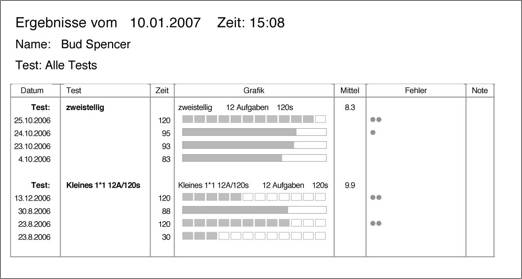 Ergebnisse vom 10.01.2007 Zeit: 15:08
Name: Bud Spencer
Test: Alle Tests
Datum Test Zeit Grafik Mittel Fehler Note
Test: zweistellig zweistellig 12 Aufgaben 120s 8.3
25.10.2006 120
24.10.2006 95
23.10.2006 93
4.10.2006 83
Test: Kleines 1*1 12A/120s Kleines 1*1 12A/120s 12 Aufgaben 120s 9.9
13.12.2006 120
30.8.2006 88
23.8.2006 120
23.8.2006 30